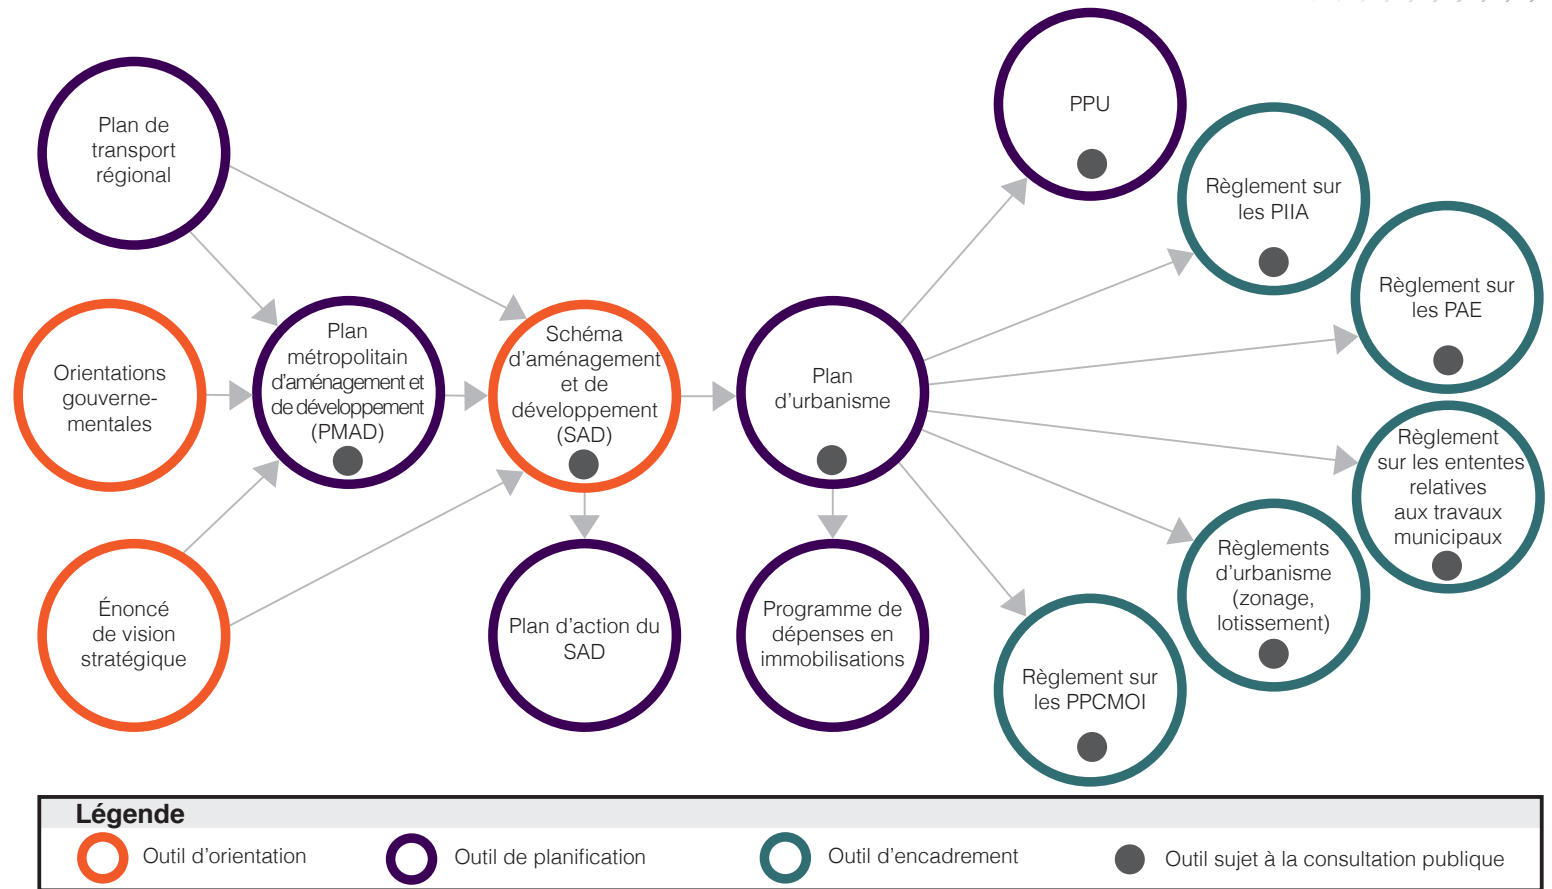 Plan de
transport
régional
Orientations
gouverne-
mentales
Énoncé
de vision
stratégique
Plan
métropolitain
d'aménagement et
de développement
(PMAD)
Schéma
d'aménagement
et de
développement
(SAD)
Plan d'action du
SAD
Plan
d'urbanisme
Programme de
dépenses en
immobilisations
PPU
Règlement sur
les PIIA
Règlement sur
les PAE
Règlement
sur les ententes
relatives
aux travaux
municipaux
Règlements
d'urbanisme
(zonage,
lotissement)
Règlement sur
les PPCMOI
Légende
Outil d'orientation
Outil de planification
Outil d'encadrement
Outil sujet à la consultation publique